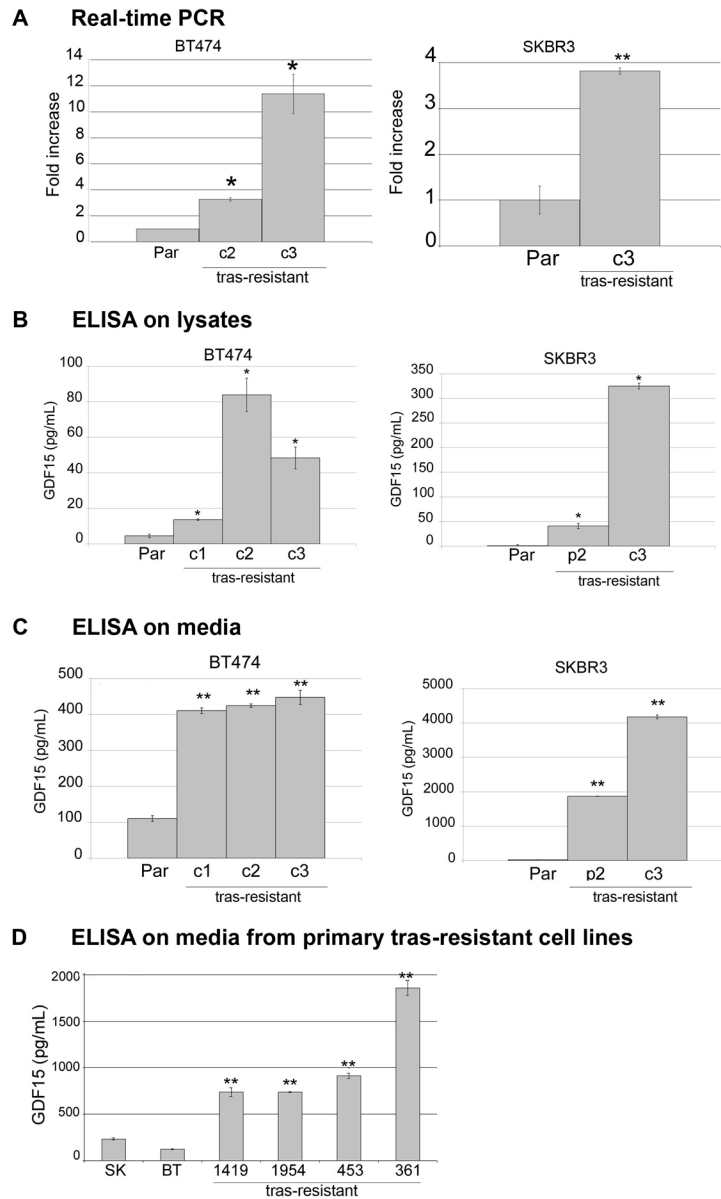 A Real-time PCR
BT474
Fold increase
14
12
10
8
6
4
2
0
*
*
Par c2 c3
tras-resistant
SKBR3
Fold increase
4
3
2
1
0
**
Par c3
tras-resistant
B ELISA on lysates
BT474
GDF15 (pg/mL)
100
80
60
40
20
0
*
*
*
Par c1 c2 c3
tras-resistant
SKBR3
GDF15 (pg/mL)
350
300
250
200
150
100
50
0
*
*
Par p2 c3
tras-resistant
C ELISA on media
BT474
GDF15 (pg/mL)
500
400
300
200
100
0
** ** **
Par c1 c2 c3
tras-resistant
SKBR3
GDF15 (pg/mL)
5000
4000
3000
2000
1000
0
**
**
Par p2 c3
tras-resistant
D ELISA on media from primary tras-resistant cell lines
GDF15 (pg/mL)
2000
1500
1000
500
0
** ** ** **
SK BT 1419 1954 453 361
tras-resistant